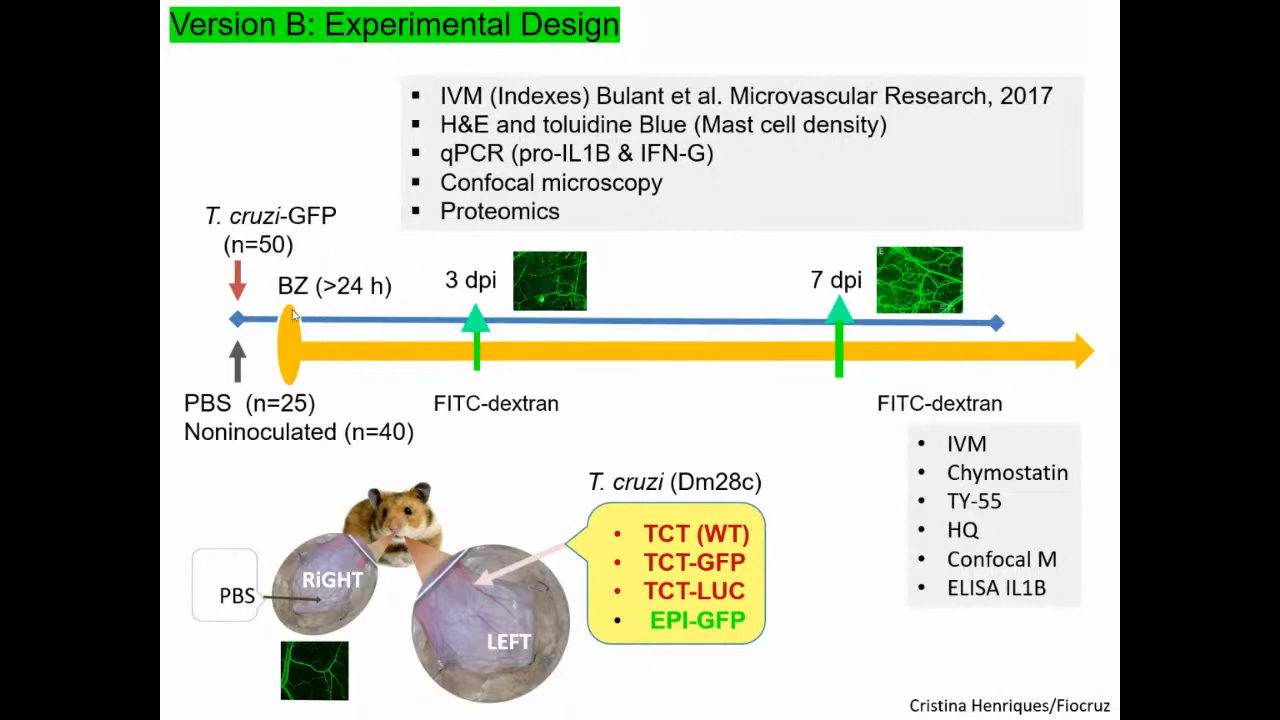 Version B: Experimental Design
▪ IVM (Indexes) Bulant et al. Microvascular Research, 2017
▪ H&E and toluidine Blue (Mast cell density)
▪ qPCR (pro-IL1B & IFN-G)
▪ Confocal microscopy
▪ Proteomics
T. cruzi-GFP
(n=50)
BZ (>24 h)
3 dpi
7 dpi
E
PBS (n=25)
Noninoculated (n=40)
FITC-dextran
FITC-dextran
• IVM
• Chymostatin
• TY-55
• HQ
• Confocal M
• ELISA IL1B
T. cruzi (Dm28c)
• TCT (WT)
• TCT-GFP
• TCT-LUC
• EPI-GFP
RiGHT
PBS
LEFT
Cristina Henriques/Fiocruz